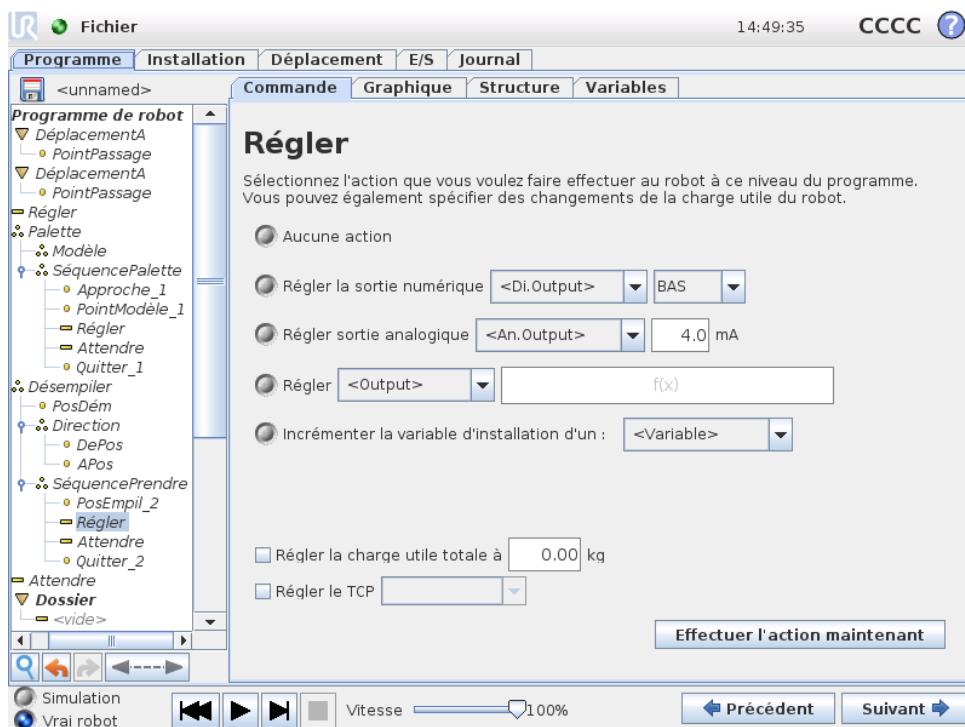 UR Fichier 14:49:35 CCCC ?
Programme Installation Déplacement E/S Journal
<unnamed>
Commande Graphique Structure Variables
Programme de robot
DéplacementA
PointPassage
DéplacementA
PointPassage
Régler
Palette
Modèle
SéquencePalette
Approche_1
PointModèle_1
Régler
Attendre
Quitter_1
Désempiler
PosDém
Direction
DePos
APos
SéquencePrendre
PosEmpil_2
Régler
Attendre
Quitter_2
Attendre
Dossier
<vide>
Régler
Sélectionnez l'action que vous voulez faire effectuer au robot à ce niveau du programme.
Vous pouvez également spécifier des changements de la charge utile du robot.
Aucune action
Régler la sortie numérique <Di.Output> BAS
Régler sortie analogique <An.Output> 4.0 mA
Régler <Output> f(x)
Incrémenter la variable d'installation d'un : <Variable>
Régler la charge utile totale à 0.00 kg
Régler le TCP
Effectuer l'action maintenant
Simulation
Vrai robot
Vitesse 100%
Précédent Suivant